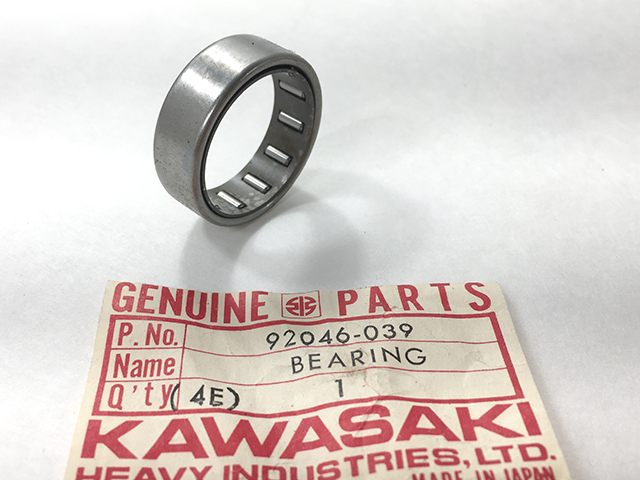 GENUINE PARTS
P. No. 92046-039
Name BEARING
Q'ty (4E) 1
KAWASAKI
HEAVY INDUSTRIES, LTD.
MADE IN JAPAN